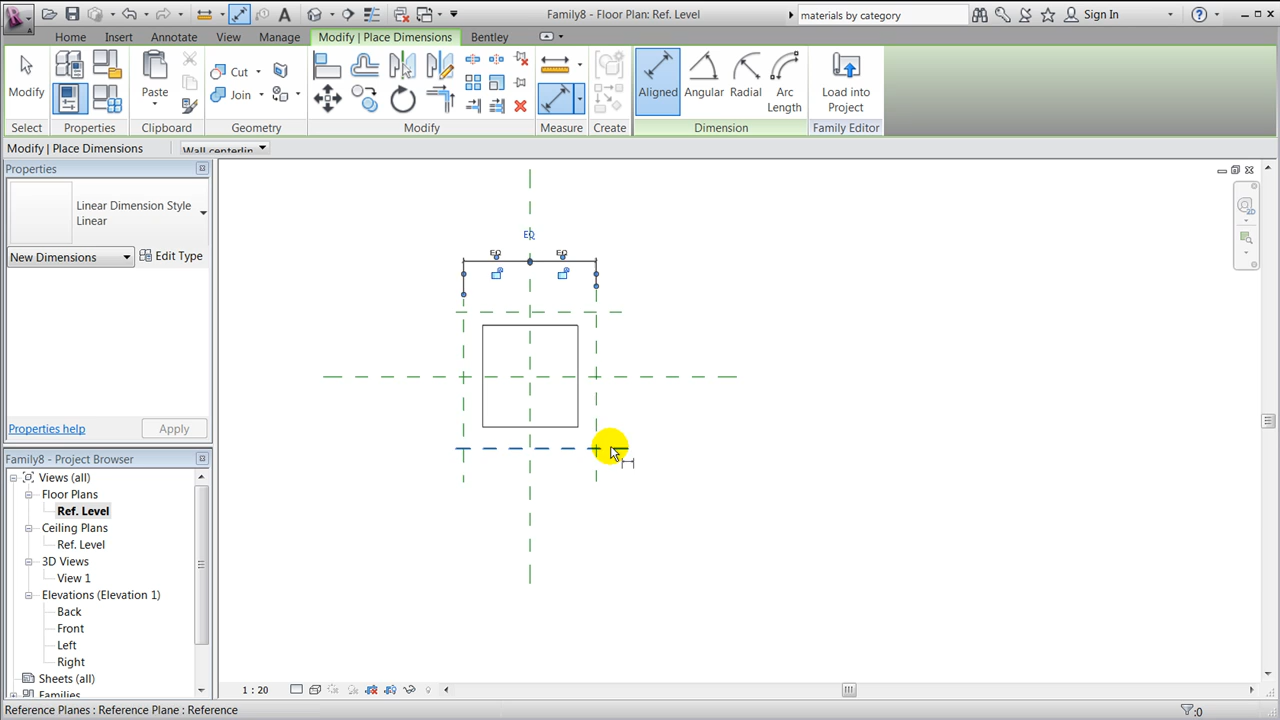 Family8 - Floor Plan: Ref. Level
materials by category
Sign In
Home
Insert
Annotate
View
Manage
Modify | Place Dimensions
Bentley
Modify
Paste
Cut
Join
Aligned
Angular
Radial
Arc
Length
Load into
Project
Select
Properties
Clipboard
Geometry
Modify
Measure
Create
Dimension
Family Editor
Modify | Place Dimensions
Wall centerlin
Properties
Linear Dimension Style
Linear
New Dimensions
Edit Type
Properties help
Apply
Family8 - Project Browser
Views (all)
Floor Plans
Ref. Level
Ceiling Plans
Ref. Level
3D Views
View 1
Elevations (Elevation 1)
Back
Front
Left
Right
Sheets (all)
Families
EQ
EQ
EQ
1 : 20
Reference Planes : Reference Plane : Reference
:0